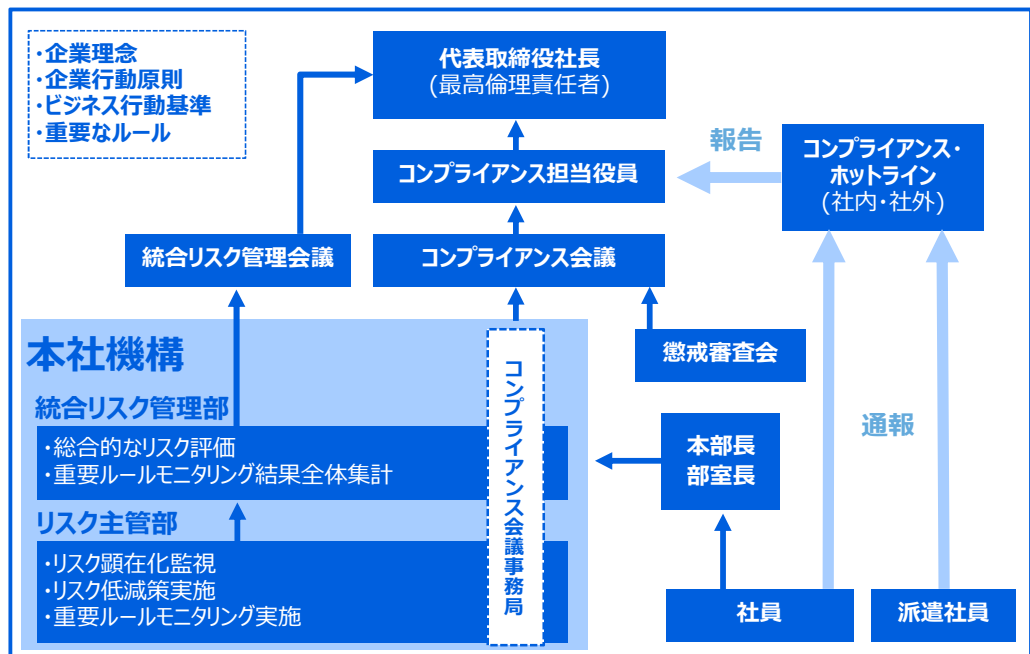 ・企業理念
・企業行動原則
・ビジネス行動基準
・重要なルール
代表取締役社長
(最高倫理責任者)
報告
コンプライアンス・
ホットライン
(社内・社外)
コンプライアンス担当役員
統合リスク管理会議
コンプライアンス会議
懲戒審査会
本社機構
コンプライアンス会議事務局
統合リスク管理部
・総合的なリスク評価
・重要ルールモニタリング結果全体集計
本部長
部室長
通報
リスク主管部
・リスク顕在化監視
・リスク低減策実施
・重要ルールモニタリング実施
社員
派遣社員